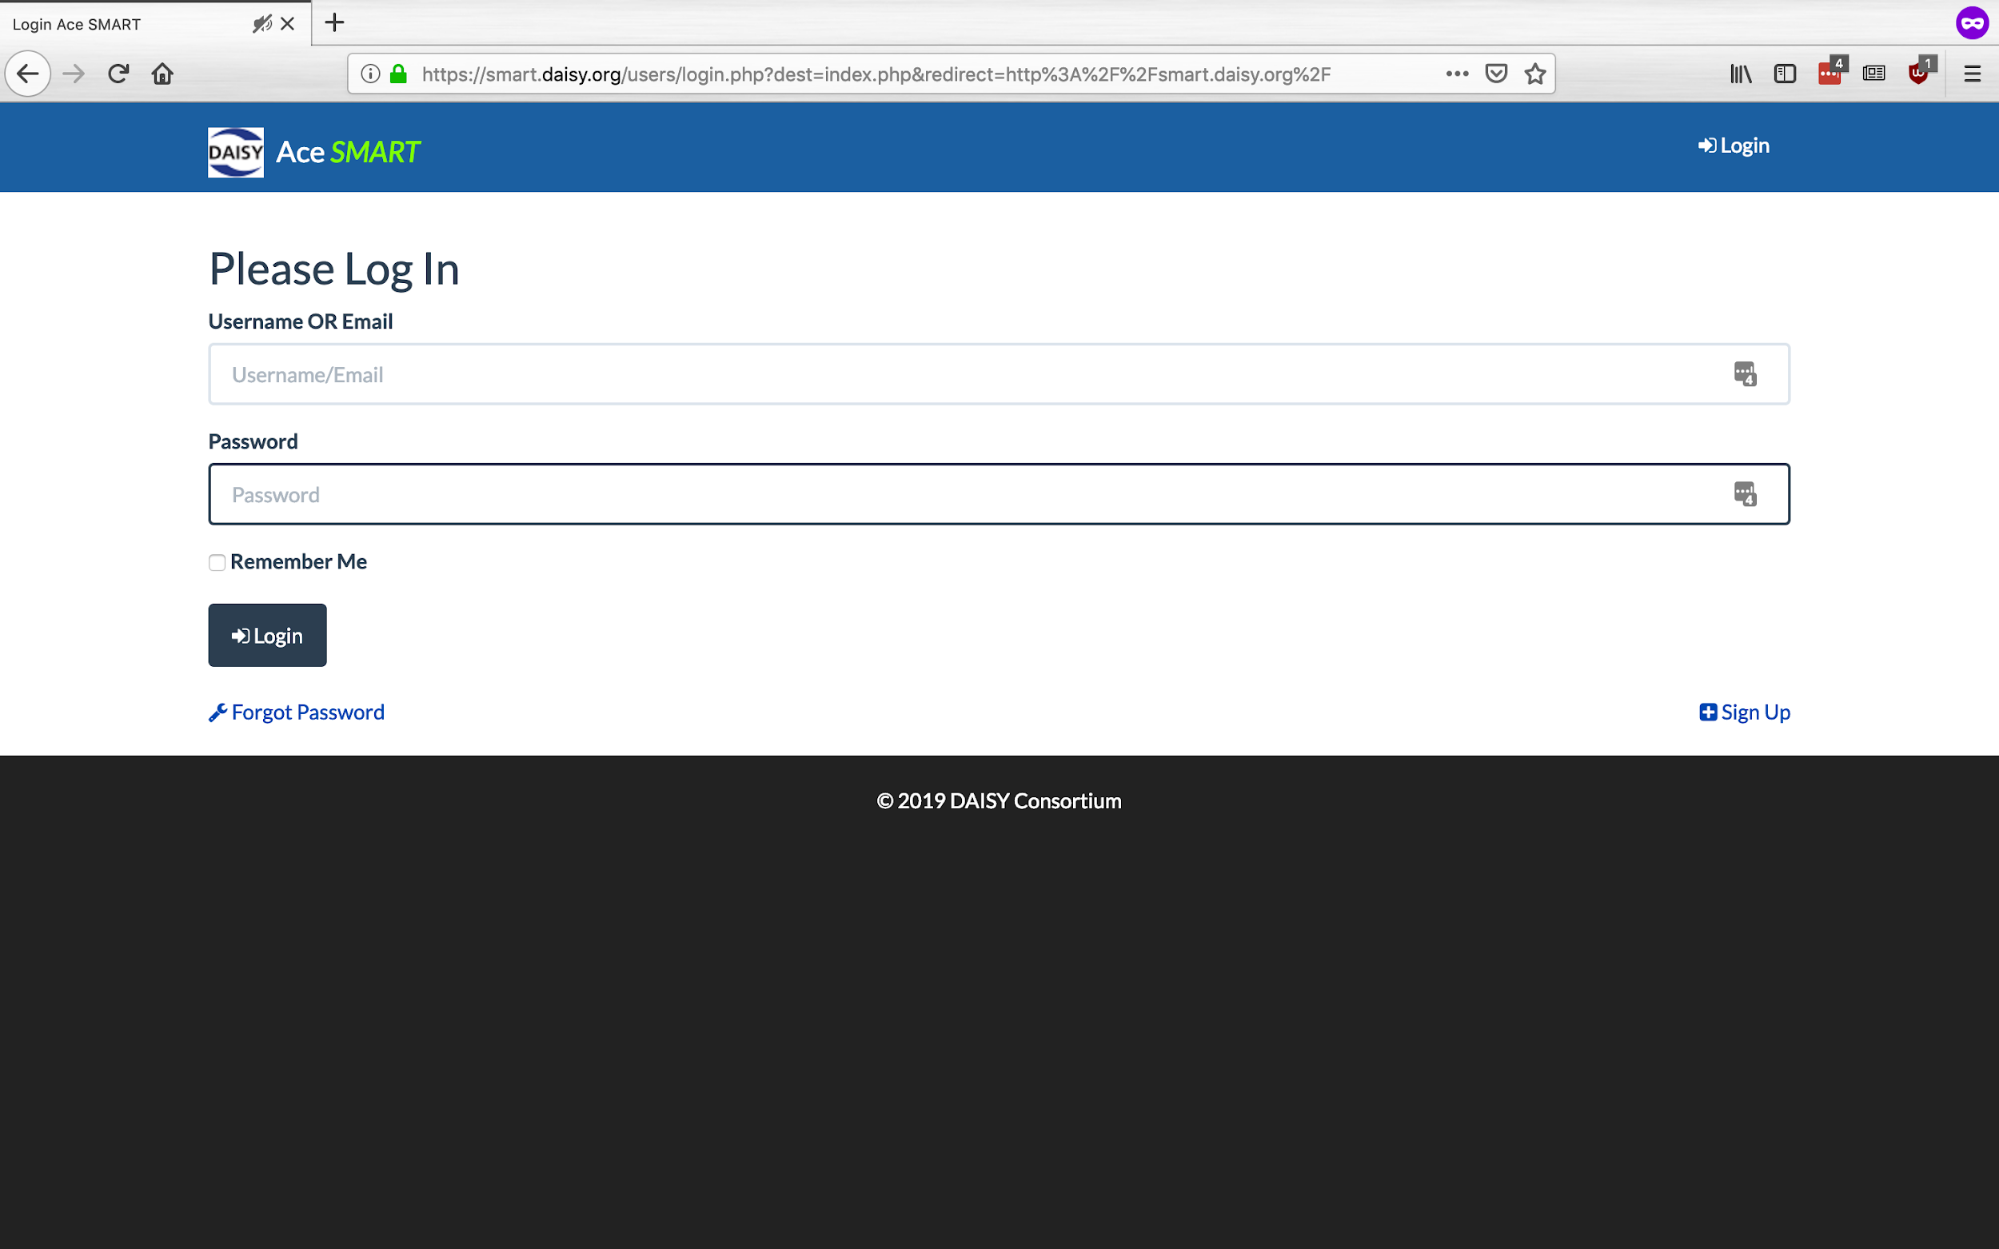 Login Ace SMART
https://smart.daisy.org/users/login.php?dest=index.php&redirect=http%3A%2F%2Fsmart.daisy.org%2F
4
1
DAISY Ace SMART
Login
Please Log In
Username OR Email
Username/Email
4
Password
Password
4
Remember Me
Login
Forgot Password
Sign Up
© 2019 DAISY Consortium